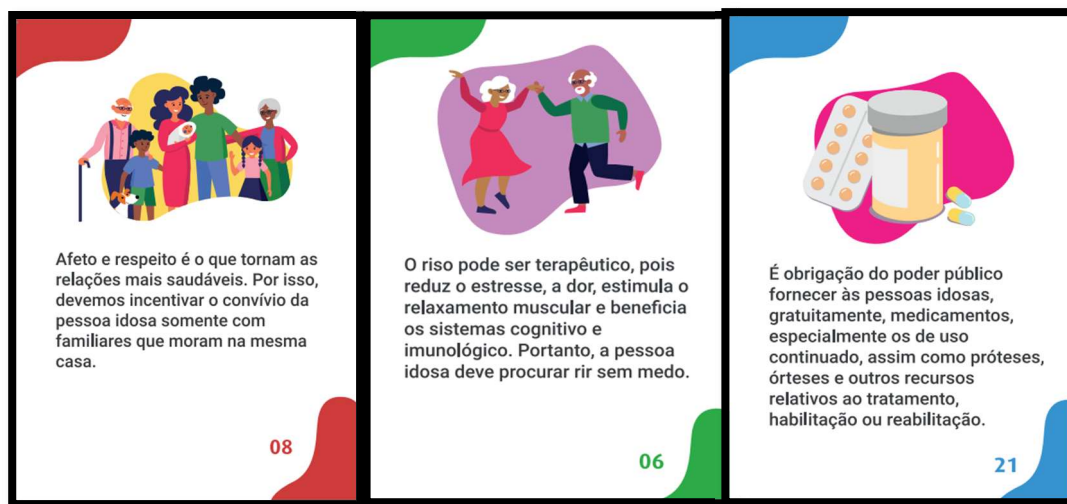 Afeto e respeito é o que tornam as
relações mais saudáveis. Por isso,
devemos incentivar o convívio da
pessoa idosa somente com
familiares que moram na mesma
casa.
08
O riso pode ser terapêutico, pois
reduz o estresse, a dor, estimula o
relaxamento muscular e beneficia
os sistemas cognitivo e
imunológico. Portanto, a pessoa
idosa deve procurar rir sem medo.
06
É obrigação do poder público
fornecer às pessoas idosas,
gratuitamente, medicamentos,
especialmente os de uso
continuado, assim como próteses,
órteses e outros recursos
relativos ao tratamento,
habilitação ou reabilitação.
21